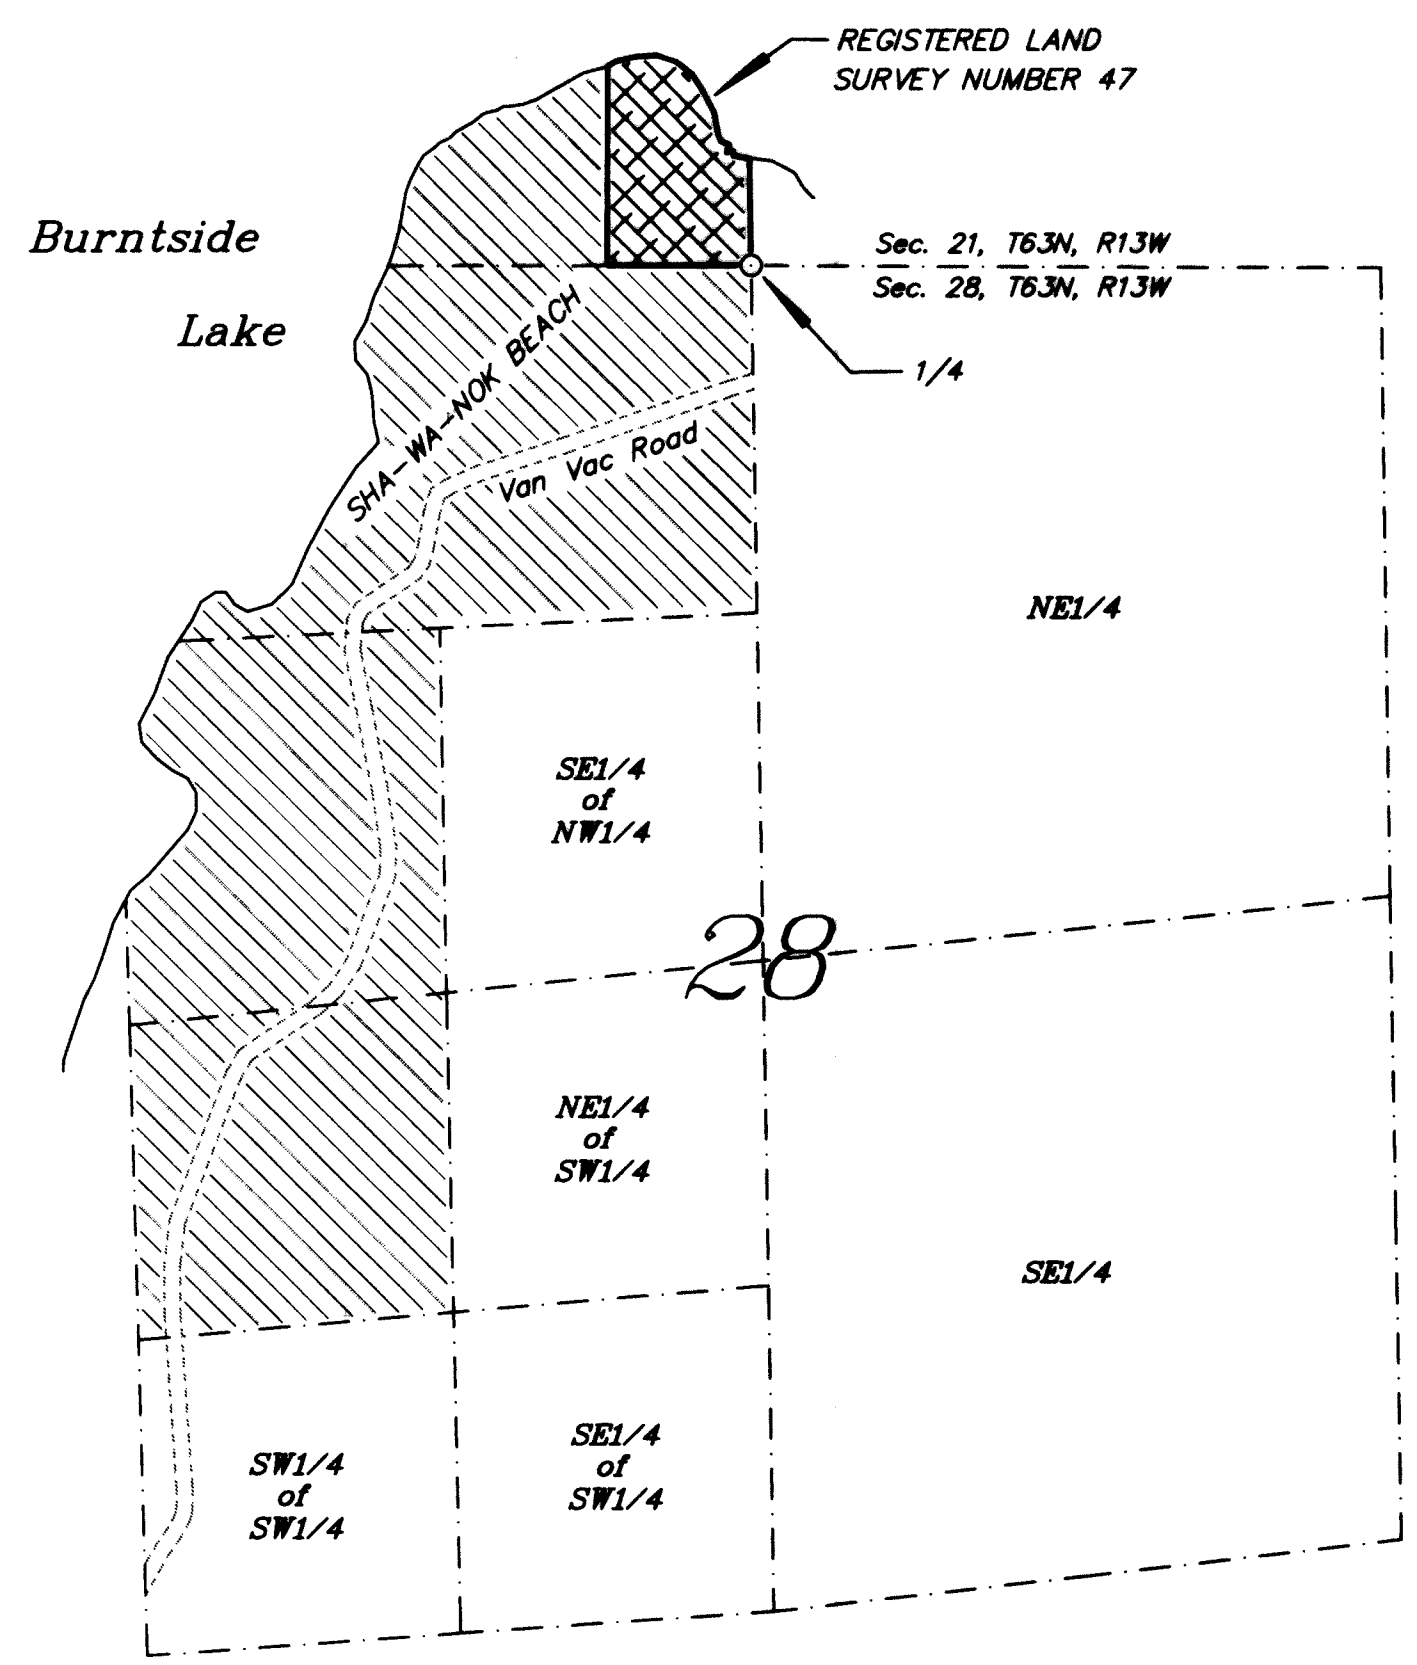 REGISTERED LAND
SURVEY NUMBER 47
Burntside
Lake
Sec. 21, T63N, R13W
Sec. 28, T63N, R13W
1/4
SHA-WA-NOK BEACH
Van Vac Road
NE1/4
SE1/4
of
NW1/4
28
NE1/4
of
SW1/4
SE1/4
SW1/4
of
SW1/4
SE1/4
of
SW1/4